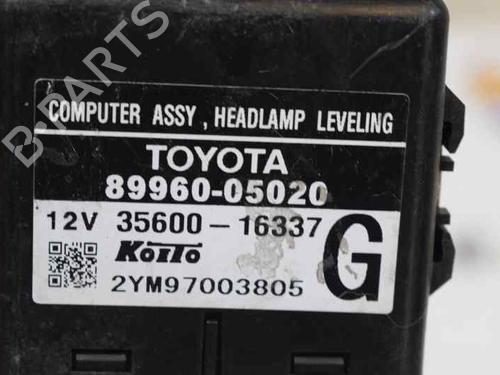 B-PARTS
COMPUTER ASSY , HEADLAMP LEVELING
TOYOTA
89960-05020
12V 35600-16337
Koito
2YM97003805
G